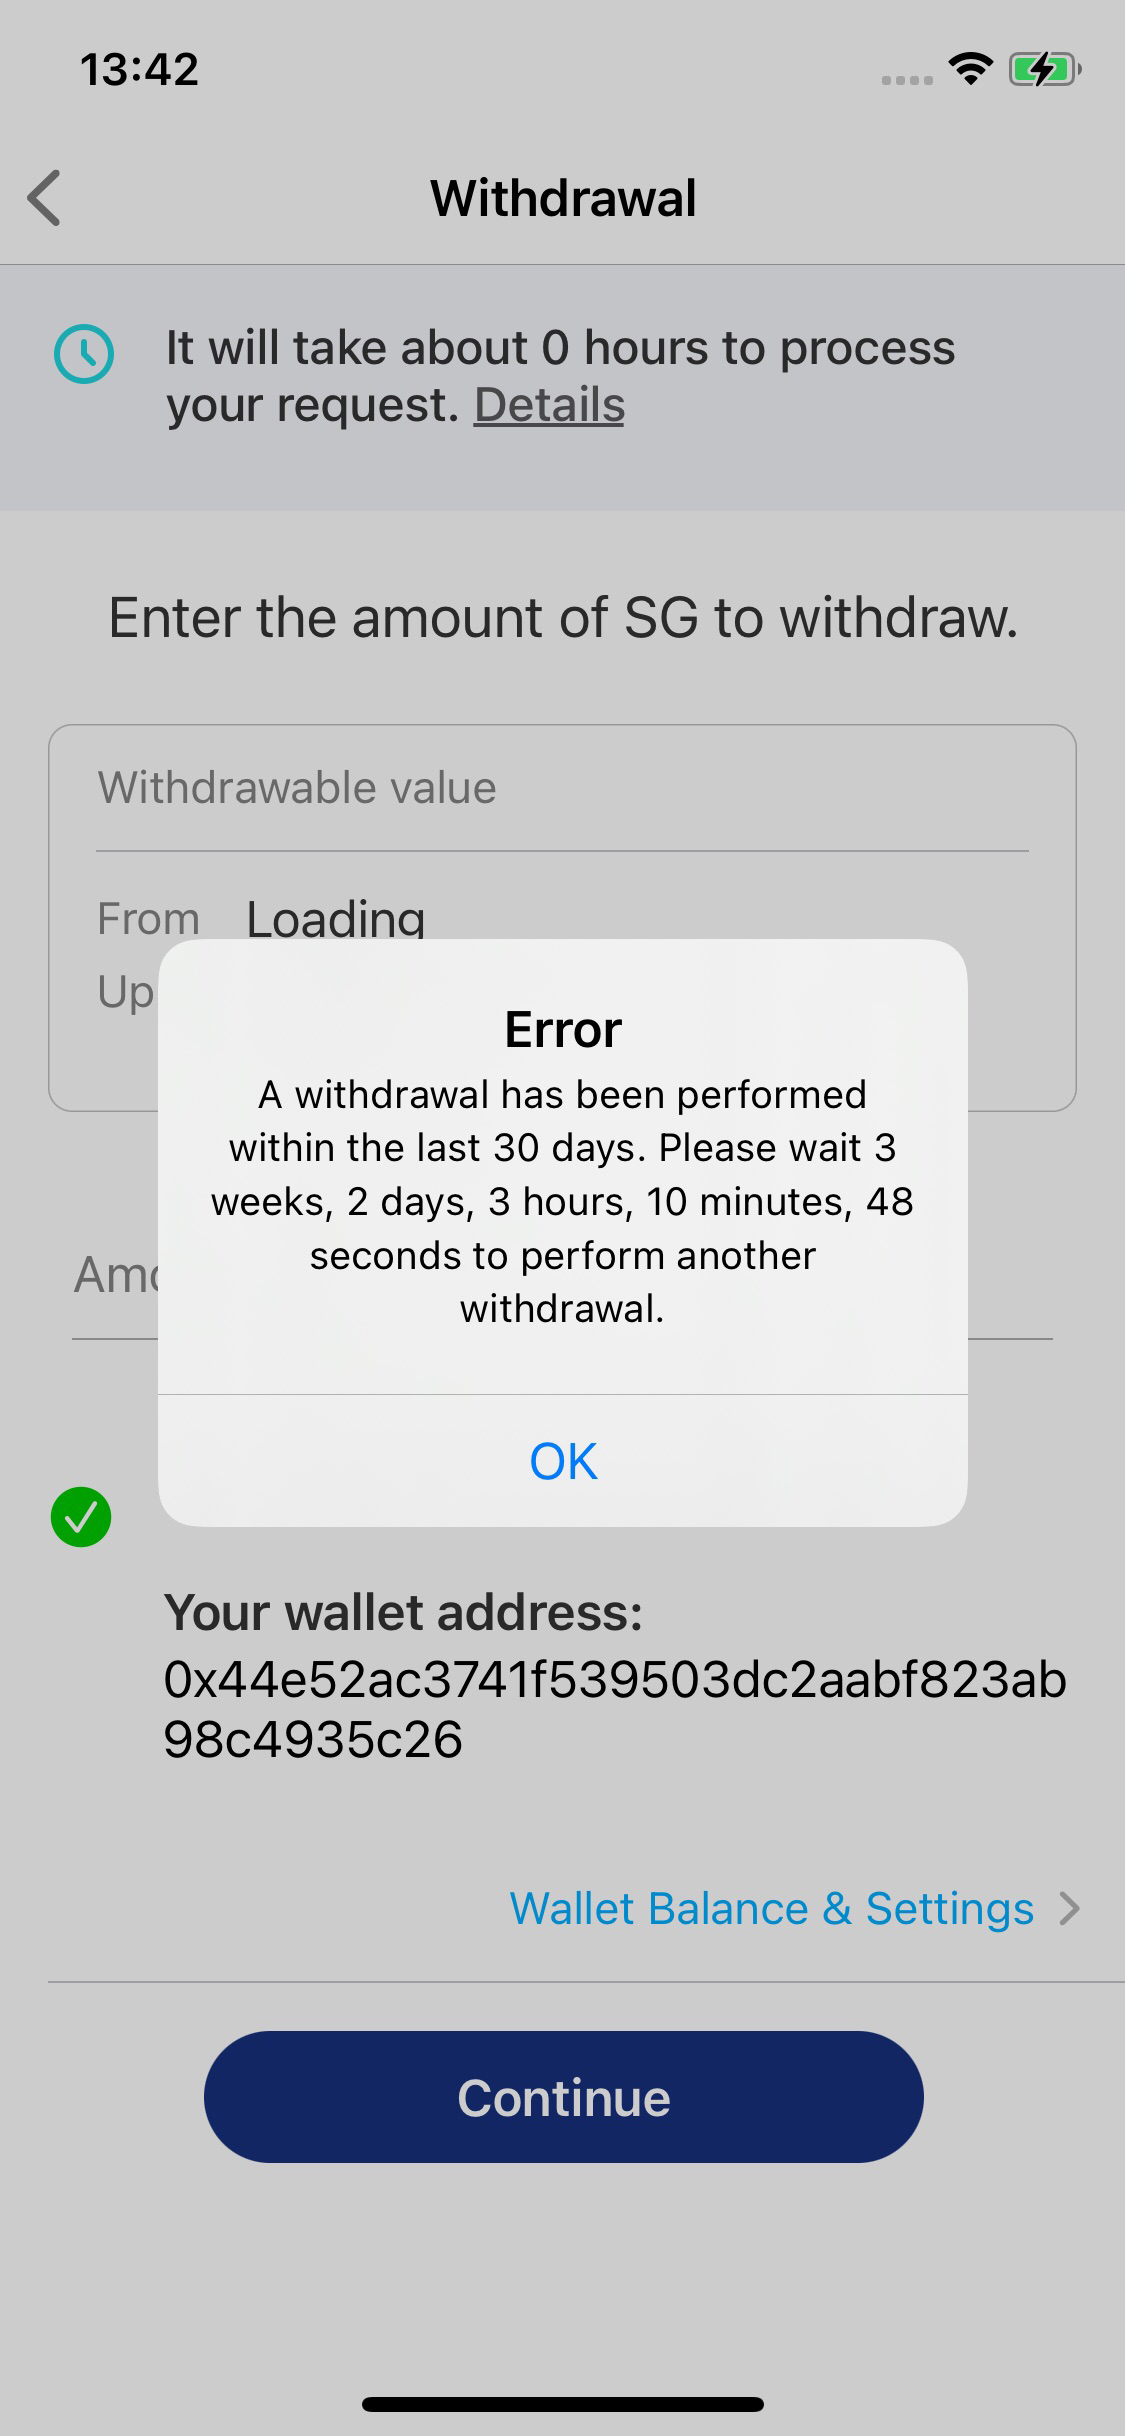 13:42
Withdrawal
It will take about 0 hours to process
your request. Details
Enter the amount of SG to withdraw.
Withdrawable value
From Loading
Up
Error
A withdrawal has been performed
within the last 30 days. Please wait 3
weeks, 2 days, 3 hours, 10 minutes, 48
seconds to perform another
withdrawal.
OK
Your wallet address:
0x44e52ac3741f539503dc2aabf823ab
98c4935c26
Wallet Balance & Settings
Continue